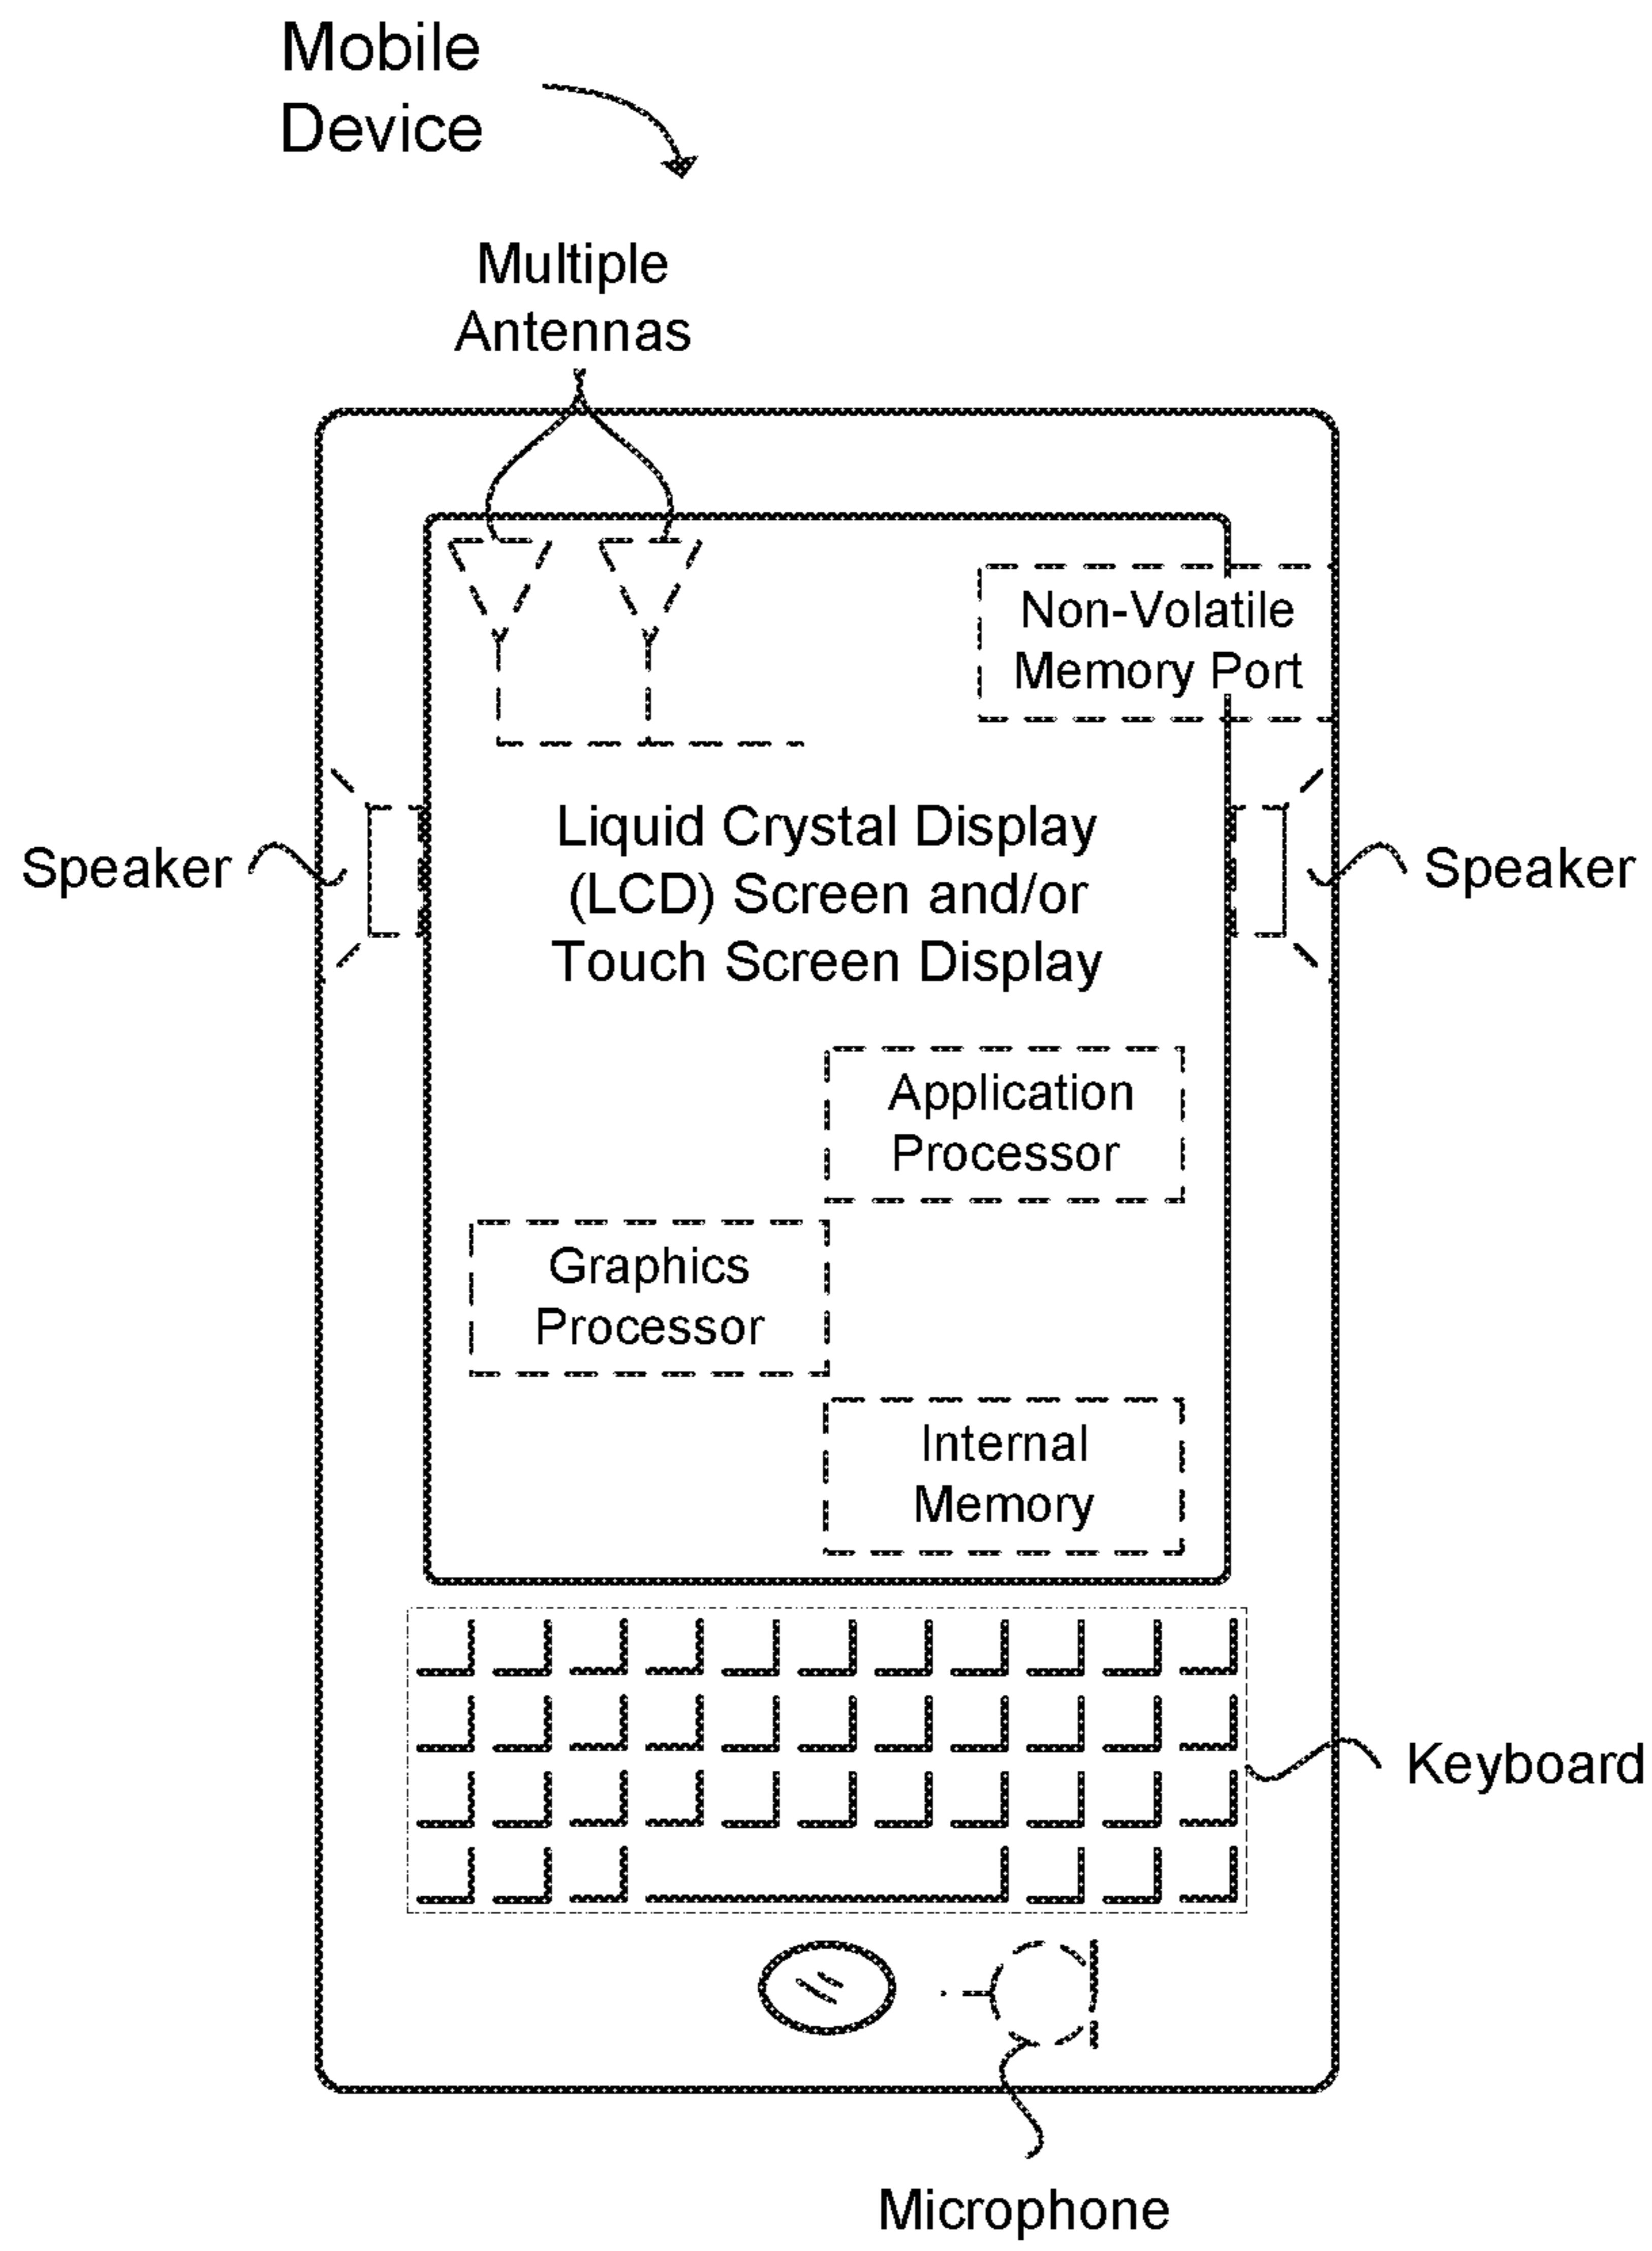 Mobile
Device
Multiple
Antennas
Non-Volatile
Memory Port
Speaker
Liquid Crystal Display
(LCD) Screen and/or
Touch Screen Display
Speaker
Application
Processor
Graphics
Processor
Internal
Memory
Keyboard
Microphone